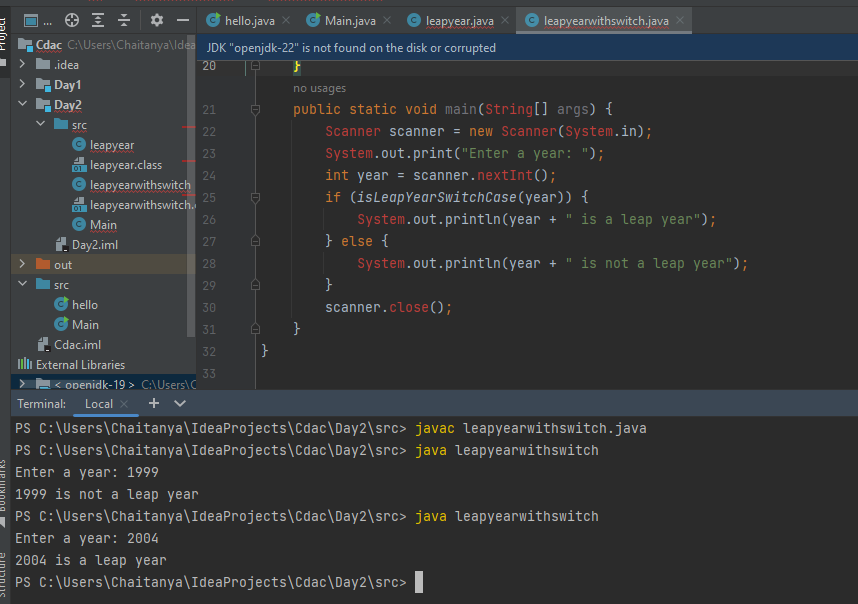 Project
...
hello.java
Main.java
leapyear.java
leapyearwithswitch.java
Cdac C:\Users\Chaitanya\Idea
.idea
Day1
Day2
src
leapyear
leapyear.class
leapyearwithswitch
leapyearwithswitch.
Main
Day2.iml
out
src
hello
Main
Cdac.iml
External Libraries
< openjdk-19 > C:\Users\C
JDK "openjdk-22" is not found on the disk or corrupted
20 }
no usages
21 public static void main(String[] args) {
22 Scanner scanner = new Scanner(System.in);
23 System.out.print("Enter a year: ");
24 int year = scanner.nextInt();
25 if (isLeapYearSwitchCase(year)) {
26 System.out.println(year + " is a leap year");
27 } else {
28 System.out.println(year + " is not a leap year");
29 }
30 scanner.close();
31 }
32 }
33
Terminal: Local
PS C:\Users\Chaitanya\IdeaProjects\Cdac\Day2\src> javac leapyearwithswitch.java
PS C:\Users\Chaitanya\IdeaProjects\Cdac\Day2\src> java leapyearwithswitch
Enter a year: 1999
1999 is not a leap year
PS C:\Users\Chaitanya\IdeaProjects\Cdac\Day2\src> java leapyearwithswitch
Enter a year: 2004
2004 is a leap year
PS C:\Users\Chaitanya\IdeaProjects\Cdac\Day2\src>
Bookmarks
Structure